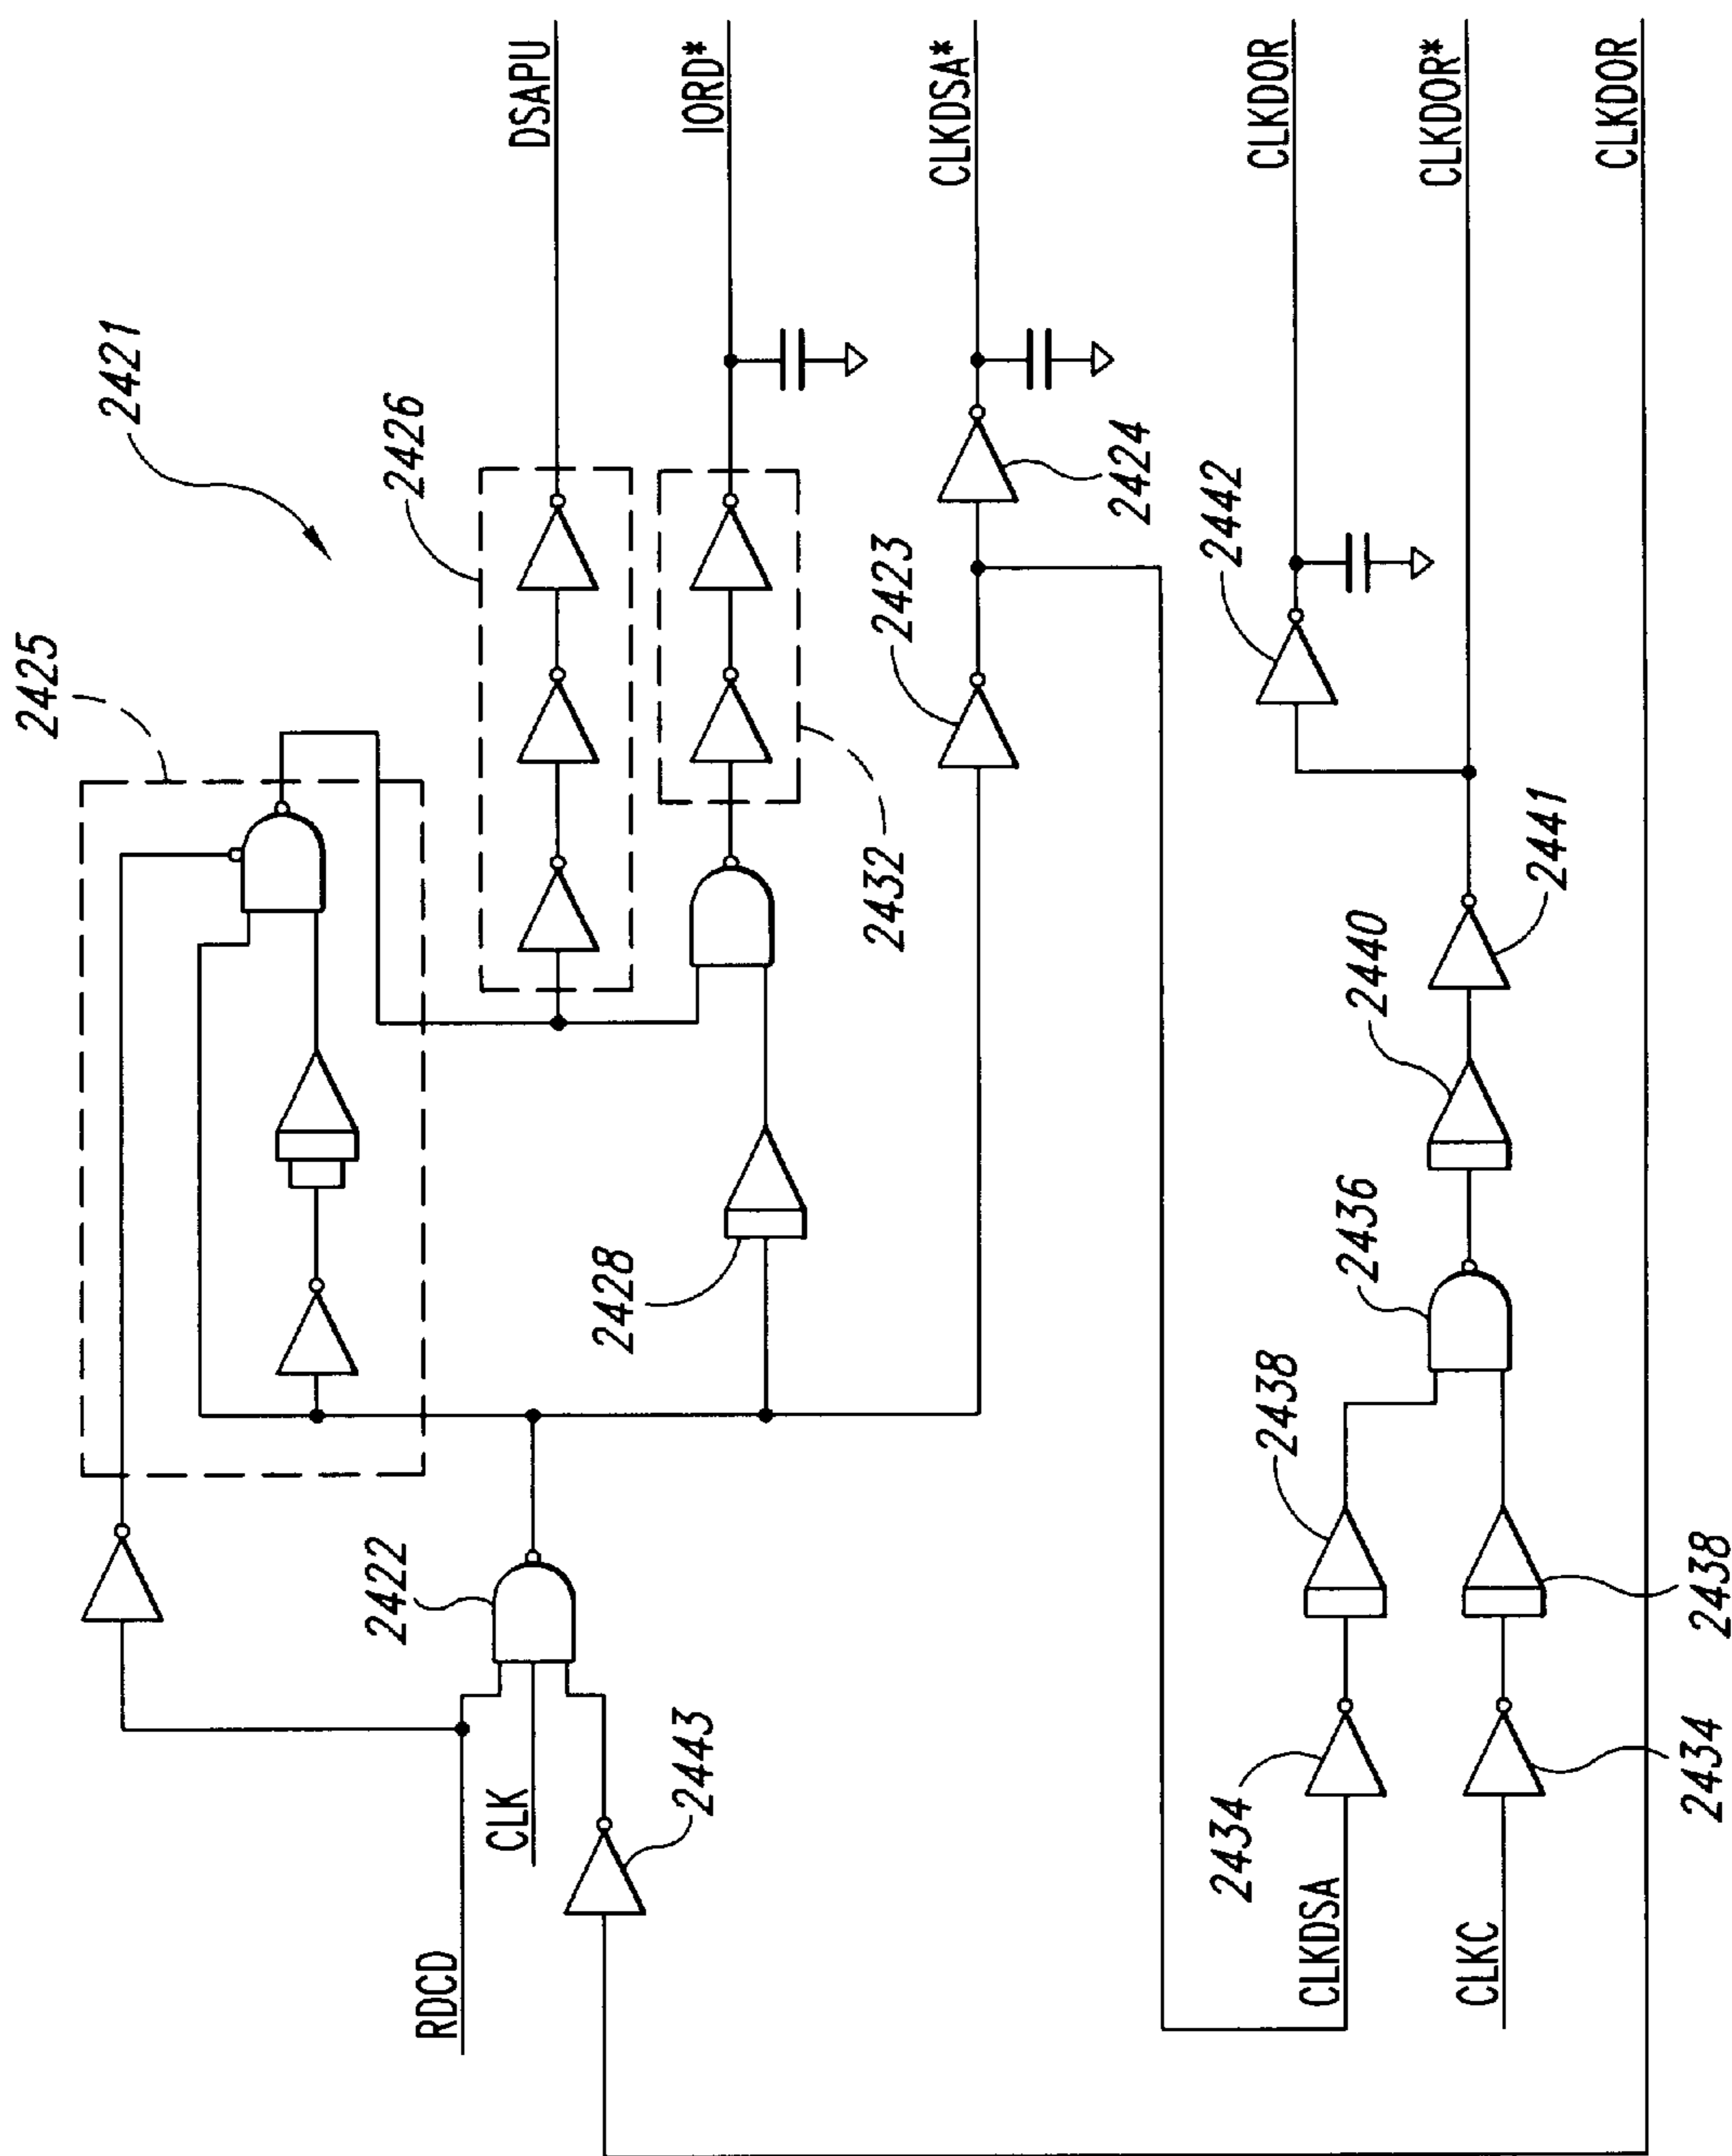 2421
2425
2426
DSAPU
IORD*
2432
2428
RDCD
2422
CLK
2443
2423
2424
CLKDSA*
2442
CLKDOR
CLKDSA
2434
2438
2436
2440
2441
CLKDOR*
CLKC
2434
2438
CLKDOR